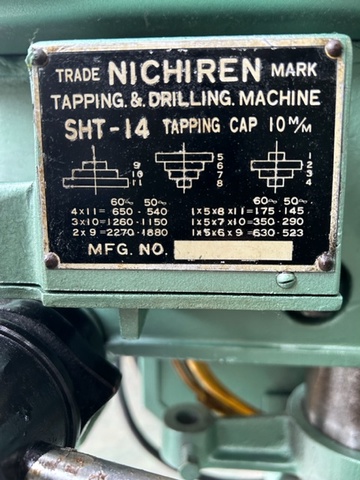 TRADE NICHIREN MARK
TAPPING.&.DRILLING.MACHINE
SHT-14 TAPPING CAP 10 M/M
9 5 1
10 6 2
11 7 3
8 4
60∾ 50∾ 60∾ 50∾
4x11=650·540 1x5x8x11=175·145
3x10=1260·1150 1x5x7x10=350·290
2x9=2270·1880 1x5x6x9=630·523
MFG. NO.